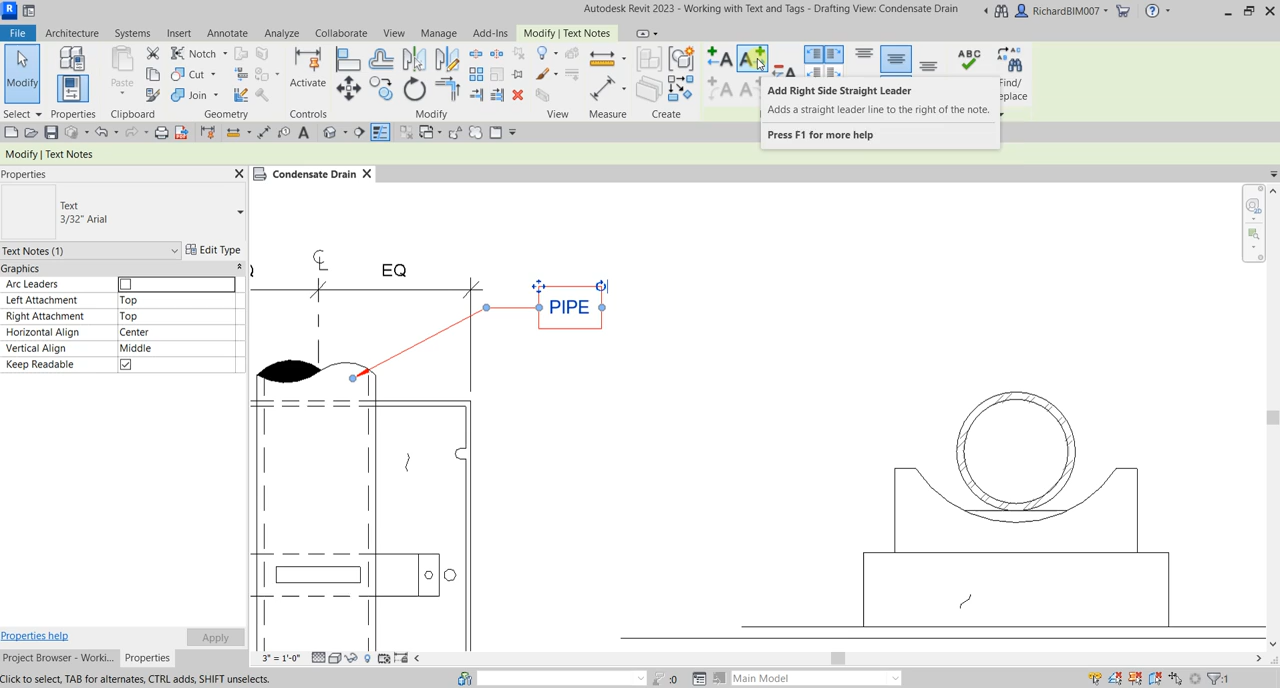 Autodesk Revit 2023 - Working with Text and Tags - Drafting View: Condensate Drain
RichardBIM007
File Architecture Systems Insert Annotate Analyze Collaborate View Manage Add-Ins Modify | Text Notes
Modify
Paste
Notch
Cut
Join
Activate
ABC
Find/
Replace
Select Properties Clipboard Geometry Controls Modify View Measure Create
Add Right Side Straight Leader
Adds a straight leader line to the right of the note.
Press F1 for more help
Modify | Text Notes
Properties
Condensate Drain
Text
3/32" Arial
Text Notes (1)
Edit Type
Graphics
Arc Leaders
Left Attachment Top
Right Attachment Top
Horizontal Align Center
Vertical Align Middle
Keep Readable
EQ
PIPE
Properties help
Apply
Project Browser - Worki...
Properties
3" = 1'-0"
Click to select, TAB for alternates, CTRL adds, SHIFT unselects.
:0
Main Model
:1